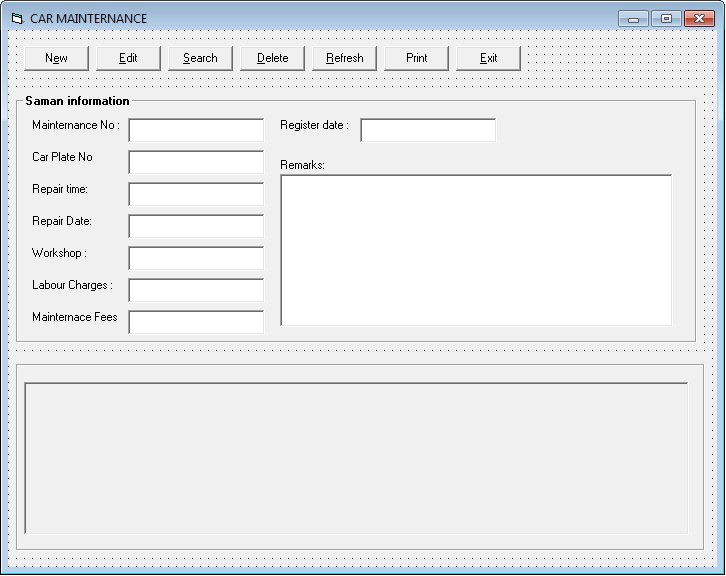 CAR MAINTERNANCE
New Edit Search Delete Refresh Print Exit
Saman information
Mainternance No : Register date :
Car Plate No
Remarks:
Repair time:
Repair Date:
Workshop :
Labour Charges :
Mainternace Fees